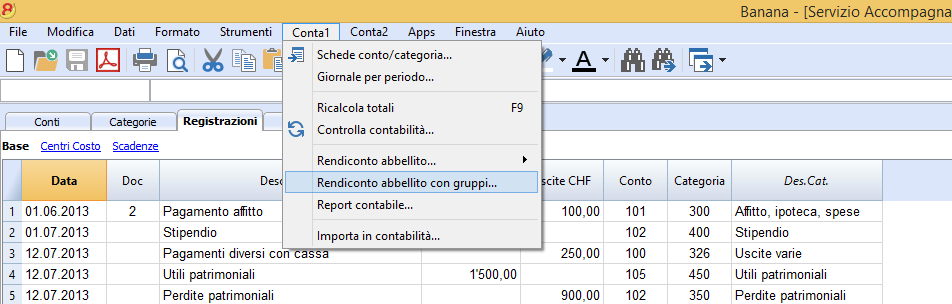 Banana - [Servizio Accompagna
File Modifica Dati Formato Strumenti Conta1 Conta2 Apps Finestra Aiuto
Schede conto/categoria...
Giornale per periodo...
Ricalcola totali F9
Controlla contabilità...
Rendiconto abbellito...
Rendiconto abbellito con gruppi...
Report contabile...
Importa in contabilità...
Conti Categorie Registrazioni
Base Centri Costo Scadenze
Data Doc Desc scite CHF Conto Categoria Des.Cat.
1 01.06.2013 2 Pagamento affitto 100,00 101 300 Affitto, ipoteca, spese
2 01.07.2013 Stipendio 102 400 Stipendio
3 12.07.2013 Pagamenti diversi con cassa 250,00 100 326 Uscite varie
4 12.07.2013 Utili patrimoniali 1'500,00 105 450 Utili patrimoniali
5 12.07.2013 Perdite patrimoniali 900,00 102 350 Perdite patrimoniali